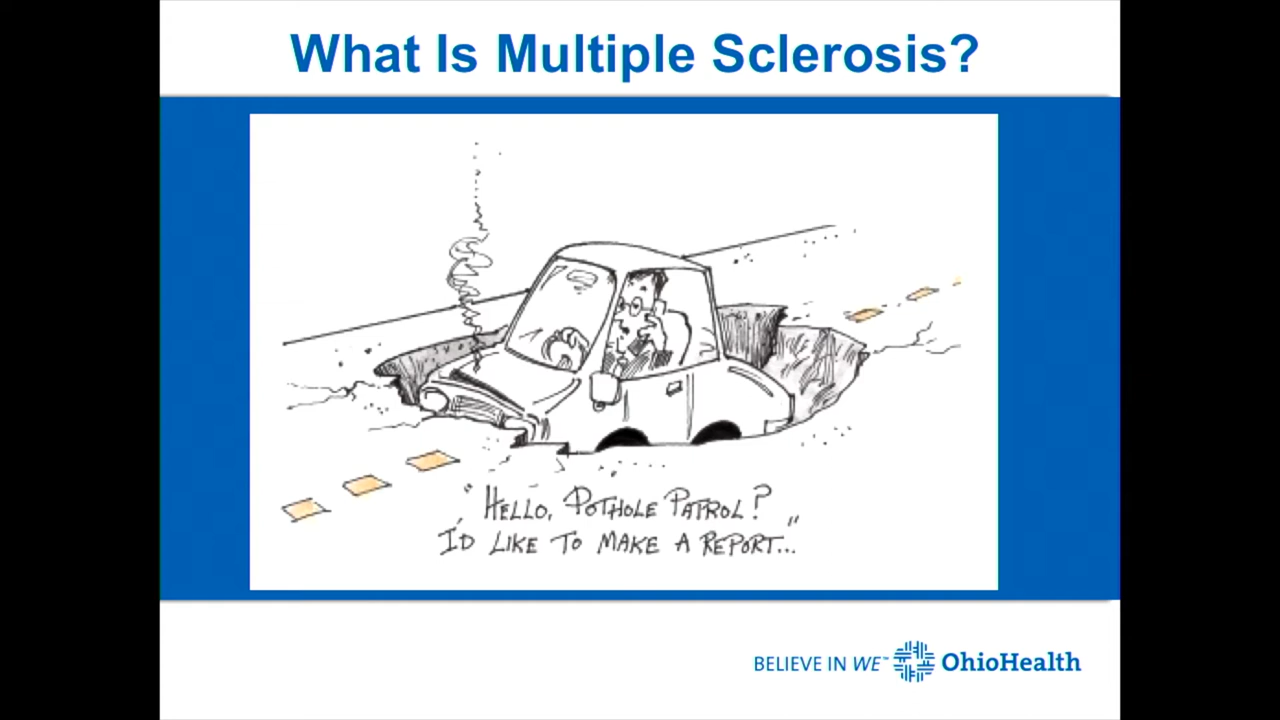 What Is Multiple Sclerosis?
"HELLO, POTHOLE PATROL?
I'D LIKE TO MAKE A REPORT..."
BELIEVE IN WE™ OhioHealth